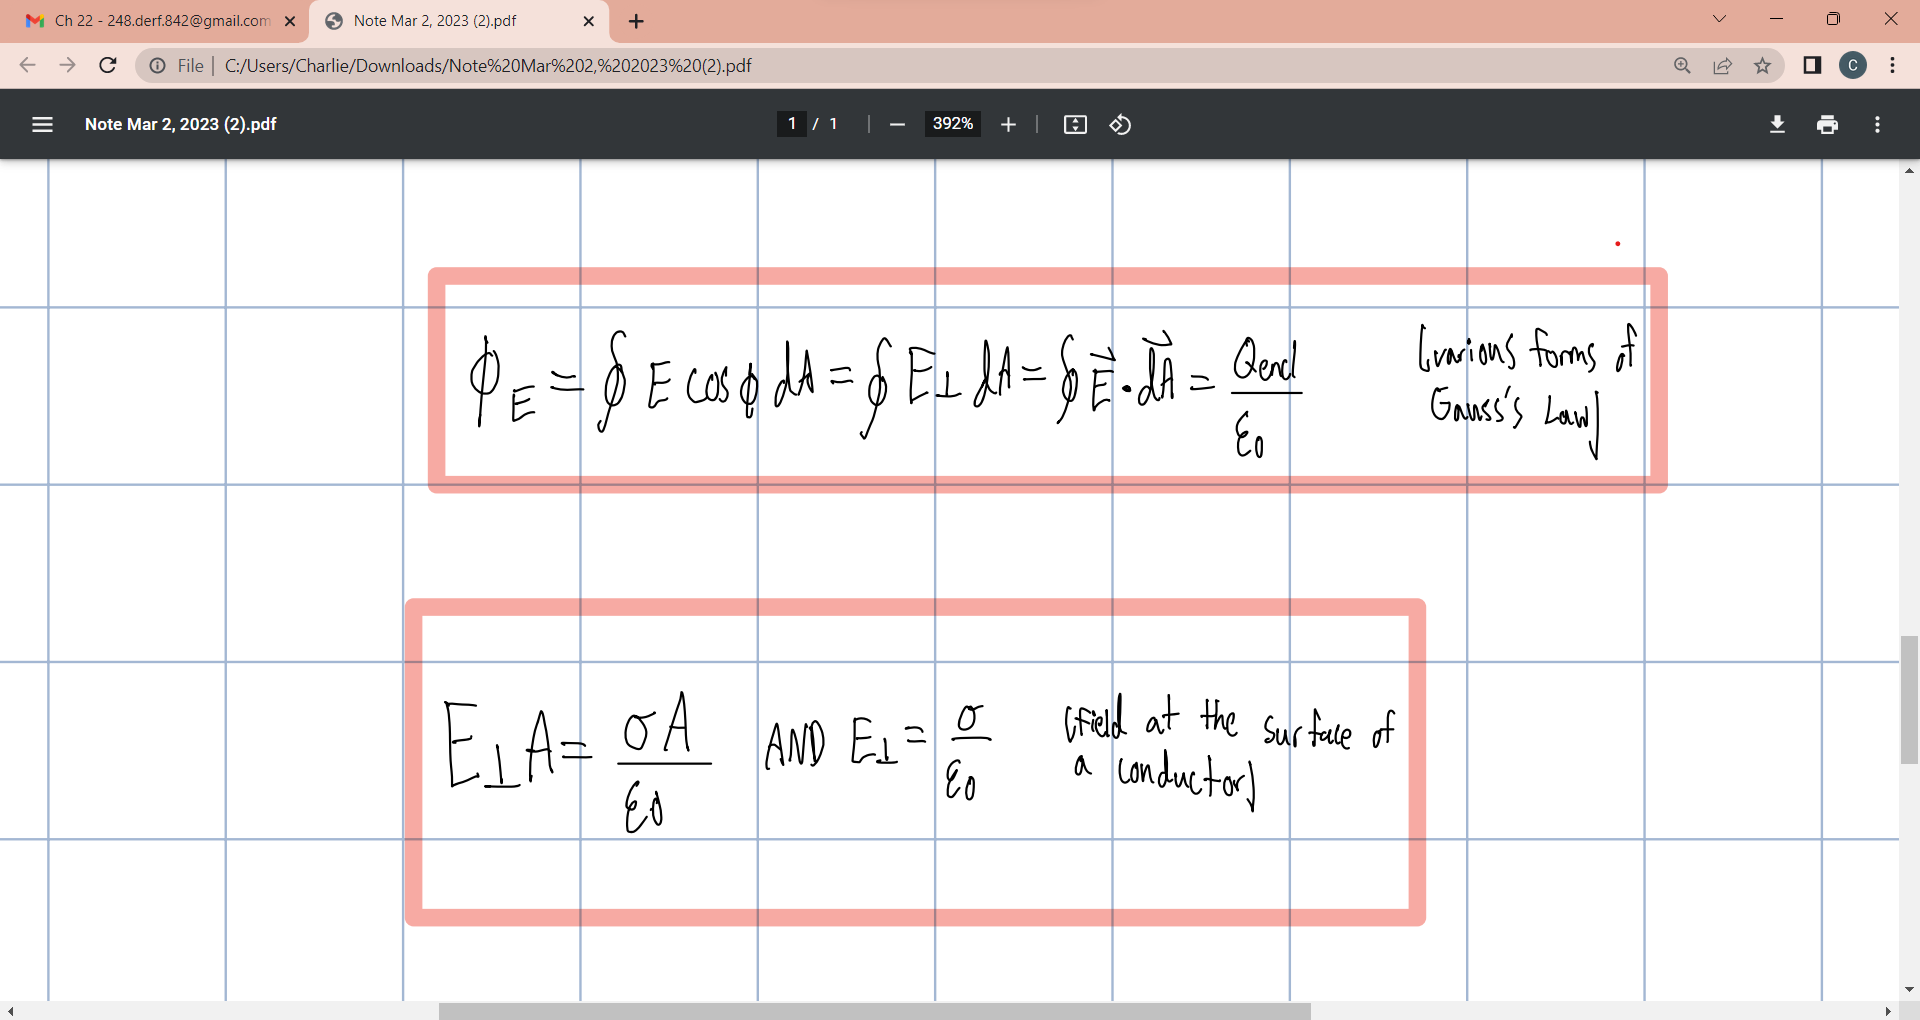 Ch 22 - 248.derf.842@gmail.com
Note Mar 2, 2023 (2).pdf
File | C:/Users/Charlie/Downloads/Note%20Mar%202,%202023%20(2).pdf
C
Note Mar 2, 2023 (2).pdf
1 / 1
392%
ϕ_E = ∮ E cos ϕ dA = ∮ E⊥ dA = ∮ E⃗ · dA⃗ = Qencl / ε0 (various forms of
Gauss's Law)
E⊥A = σA / ε0 AND E⊥ = σ / ε0 (Field at the surface of
a conductor)